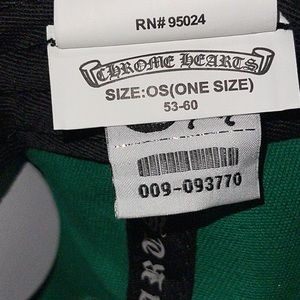 RN# 95024
CHROME HEARTS
SIZE:OS(ONE SIZE)
53-60
009-093770